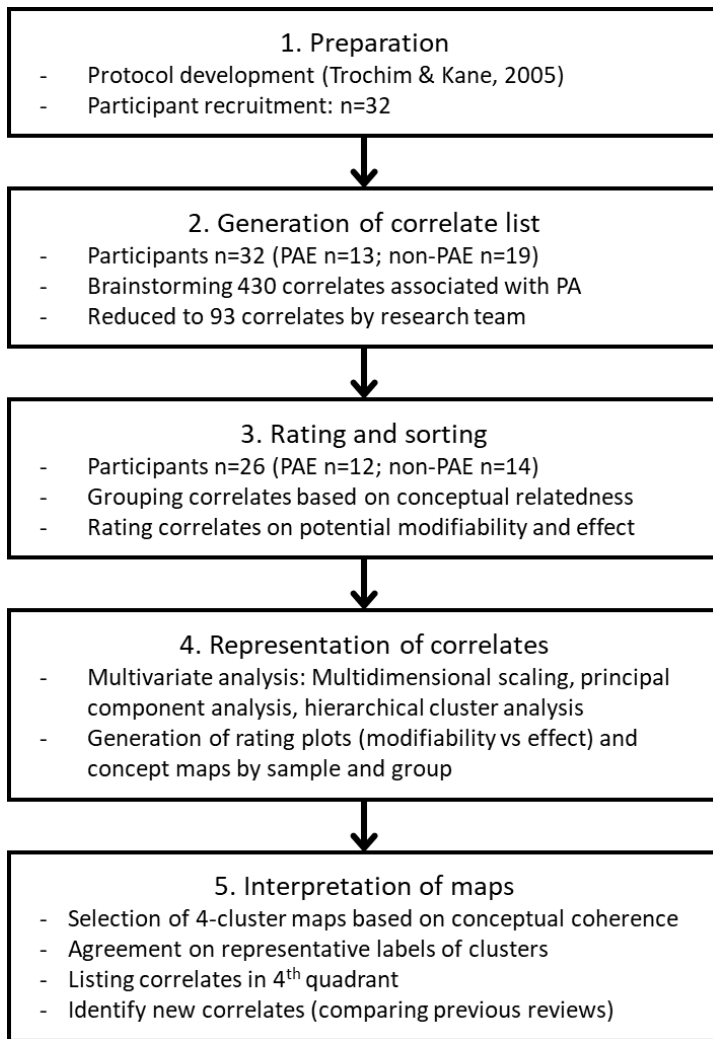 1. Preparation
- Protocol development (Trochim & Kane, 2005)
- Participant recruitment: n=32
2. Generation of correlate list
- Participants n=32 (PAE n=13; non-PAE n=19)
- Brainstorming 430 correlates associated with PA
- Reduced to 93 correlates by research team
3. Rating and sorting
- Participants n=26 (PAE n=12; non-PAE n=14)
- Grouping correlates based on conceptual relatedness
- Rating correlates on potential modifiability and effect
4. Representation of correlates
- Multivariate analysis: Multidimensional scaling, principal
component analysis, hierarchical cluster analysis
- Generation of rating plots (modifiability vs effect) and
concept maps by sample and group
5. Interpretation of maps
- Selection of 4-cluster maps based on conceptual coherence
- Agreement on representative labels of clusters
- Listing correlates in 4th quadrant
- Identify new correlates (comparing previous reviews)